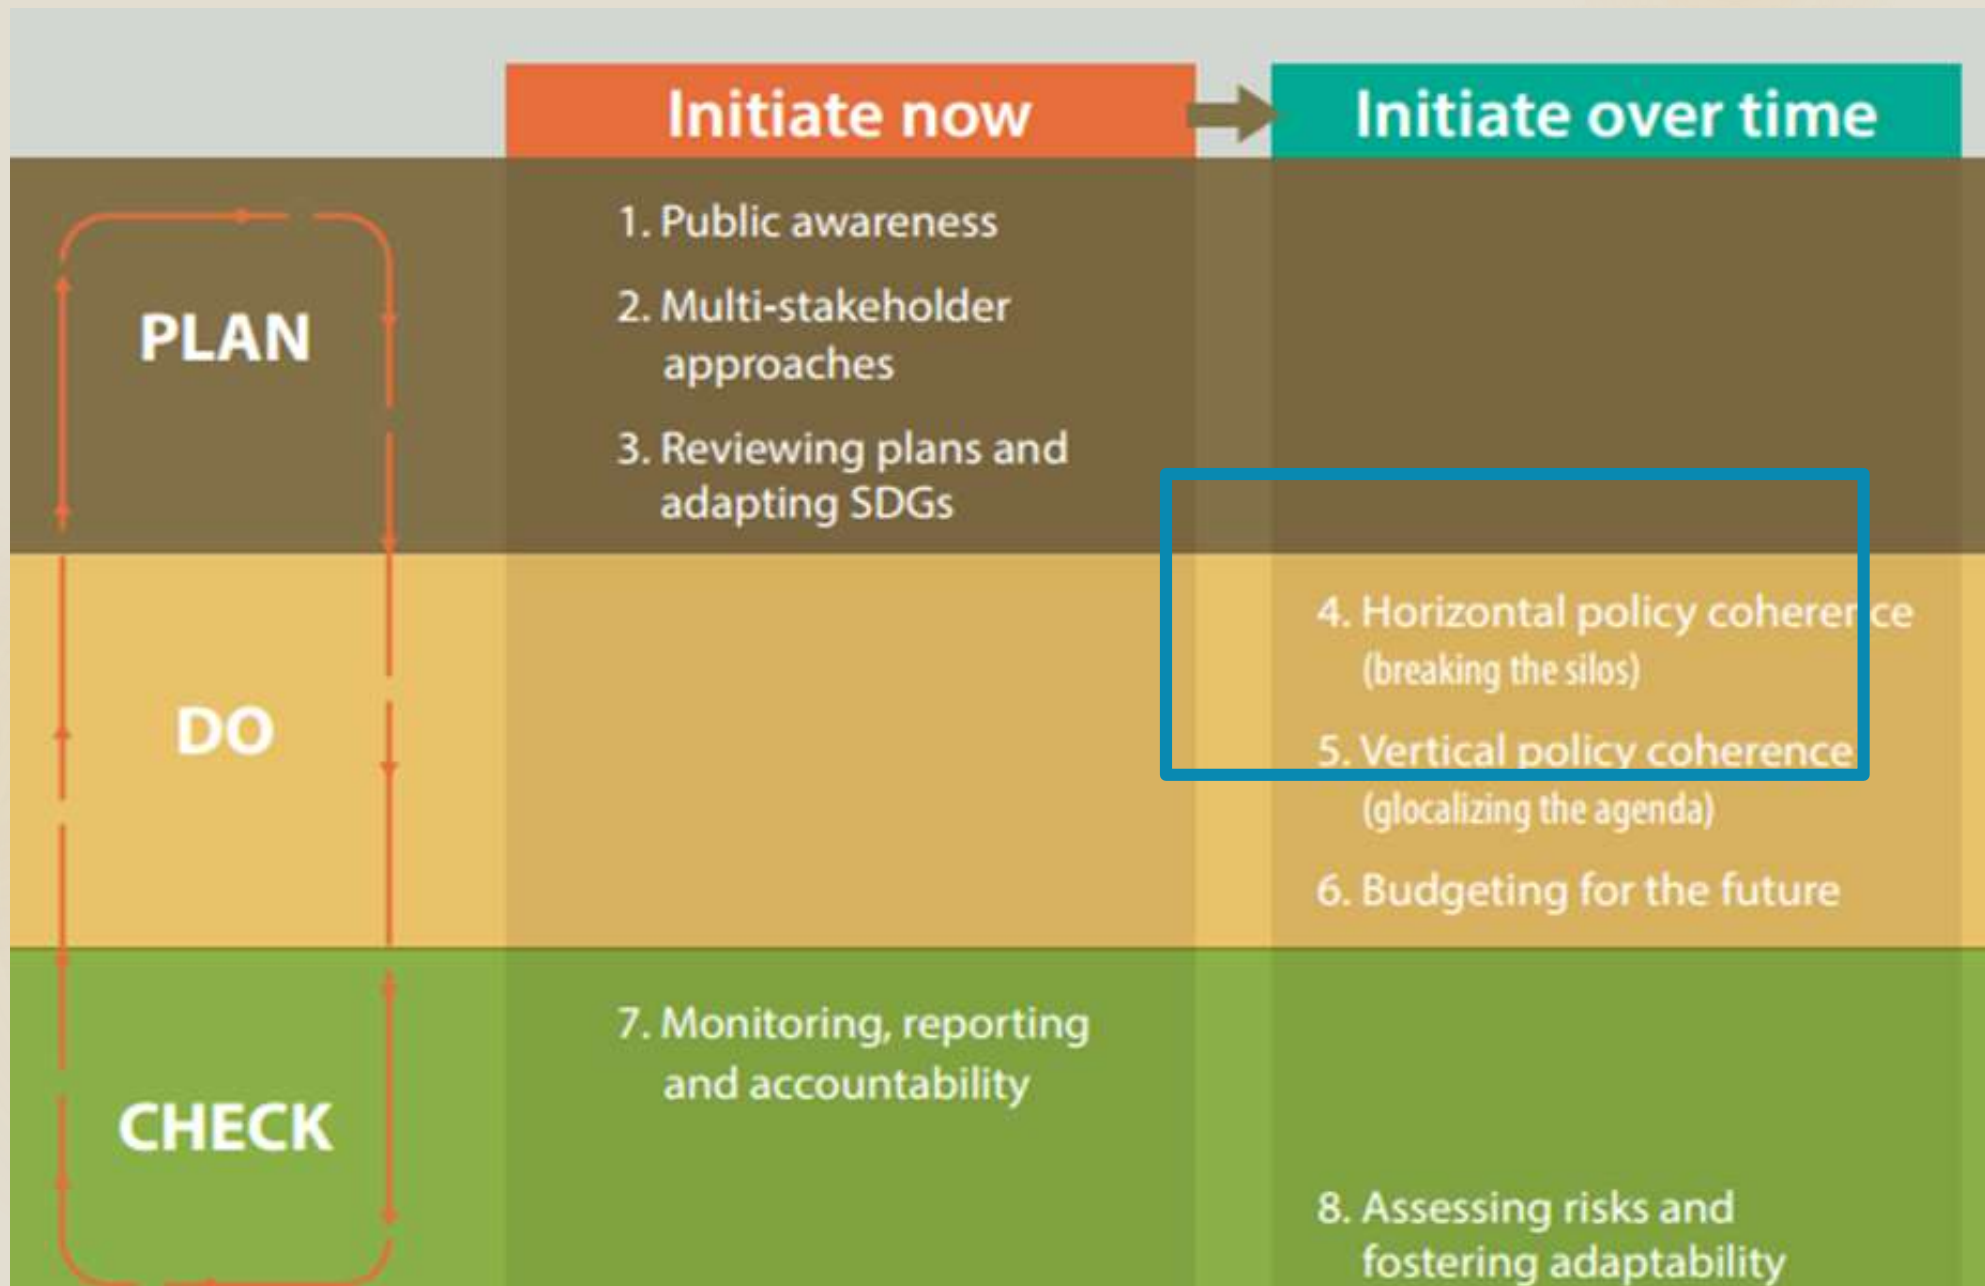 Initiate now
Initiate over time
PLAN
1. Public awareness
2. Multi-stakeholder
approaches
3. Reviewing plans and
adapting SDGs
DO
4. Horizontal policy coherence
(breaking the silos)
5. Vertical policy coherence
(glocalizing the agenda)
6. Budgeting for the future
CHECK
7. Monitoring, reporting
and accountability
8. Assessing risks and
fostering adaptability